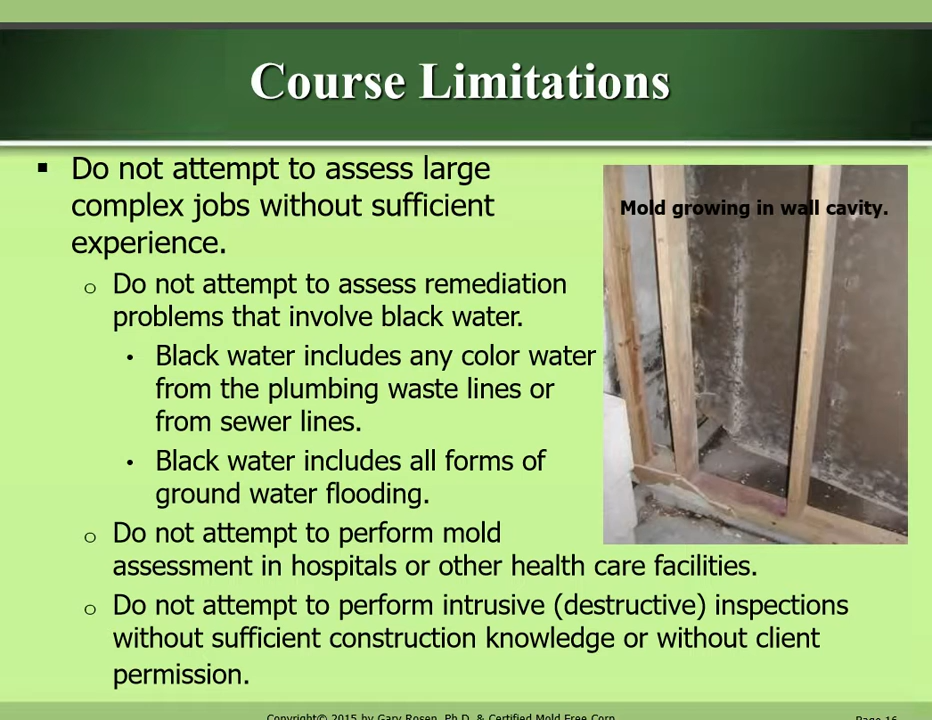 Course Limitations
▪ Do not attempt to assess large
complex jobs without sufficient
experience.
Mold growing in wall cavity.
o Do not attempt to assess remediation
problems that involve black water.
• Black water includes any color water
from the plumbing waste lines or
from sewer lines.
• Black water includes all forms of
ground water flooding.
o Do not attempt to perform mold
assessment in hospitals or other health care facilities.
o Do not attempt to perform intrusive (destructive) inspections
without sufficient construction knowledge or without client
permission.
Copyright© 2015 by Gary Rosen, Ph.D. & Certified Mold Free Corp
Page 16